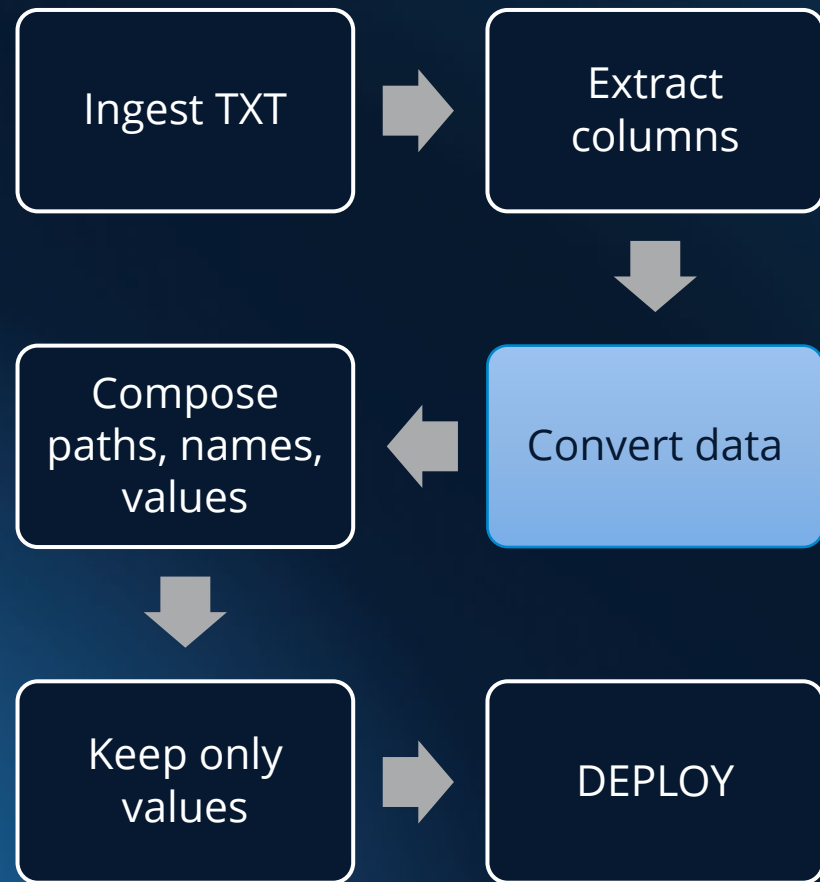 Ingest TXT
Extract
columns
Convert data
Compose
paths, names,
values
Keep only
values
DEPLOY